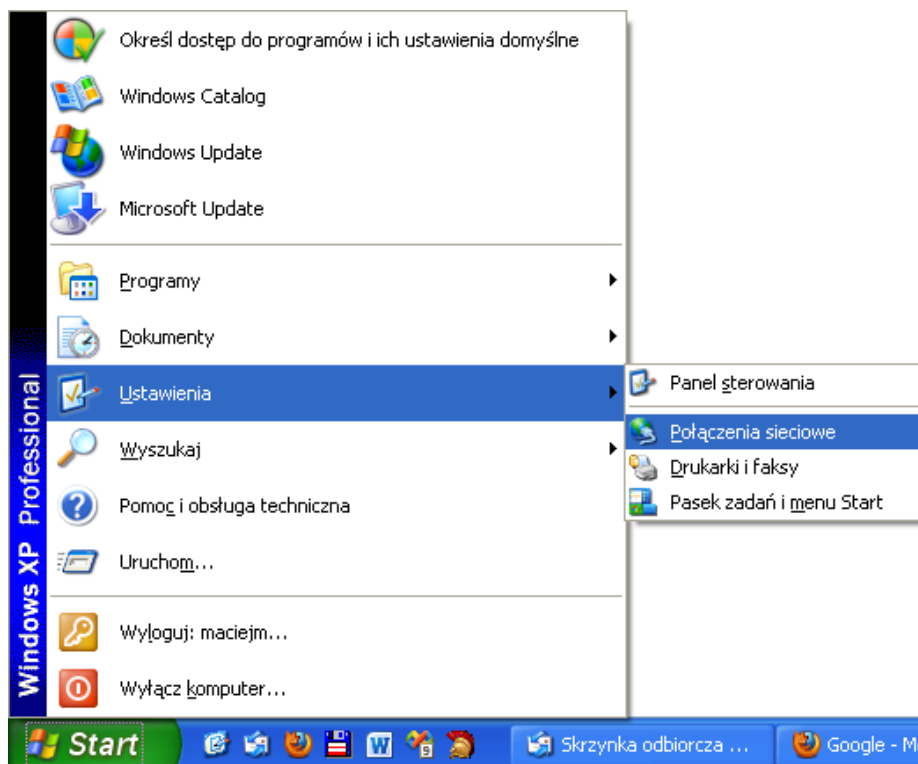 Określ dostęp do programów i ich ustawienia domyślne
Windows Catalog
Windows Update
Microsoft Update
Programy
Dokumenty
Ustawienia
Wyszukaj
Pomoc i obsługa techniczna
Uruchom...
Wyloguj: maciejm...
Wyłącz komputer...
Windows XP Professional
Panel sterowania
Połączenia sieciowe
Drukarki i faksy
Pasek zadań i menu Start
Start
9
Skrzynka odbiorcza ...
Google - M